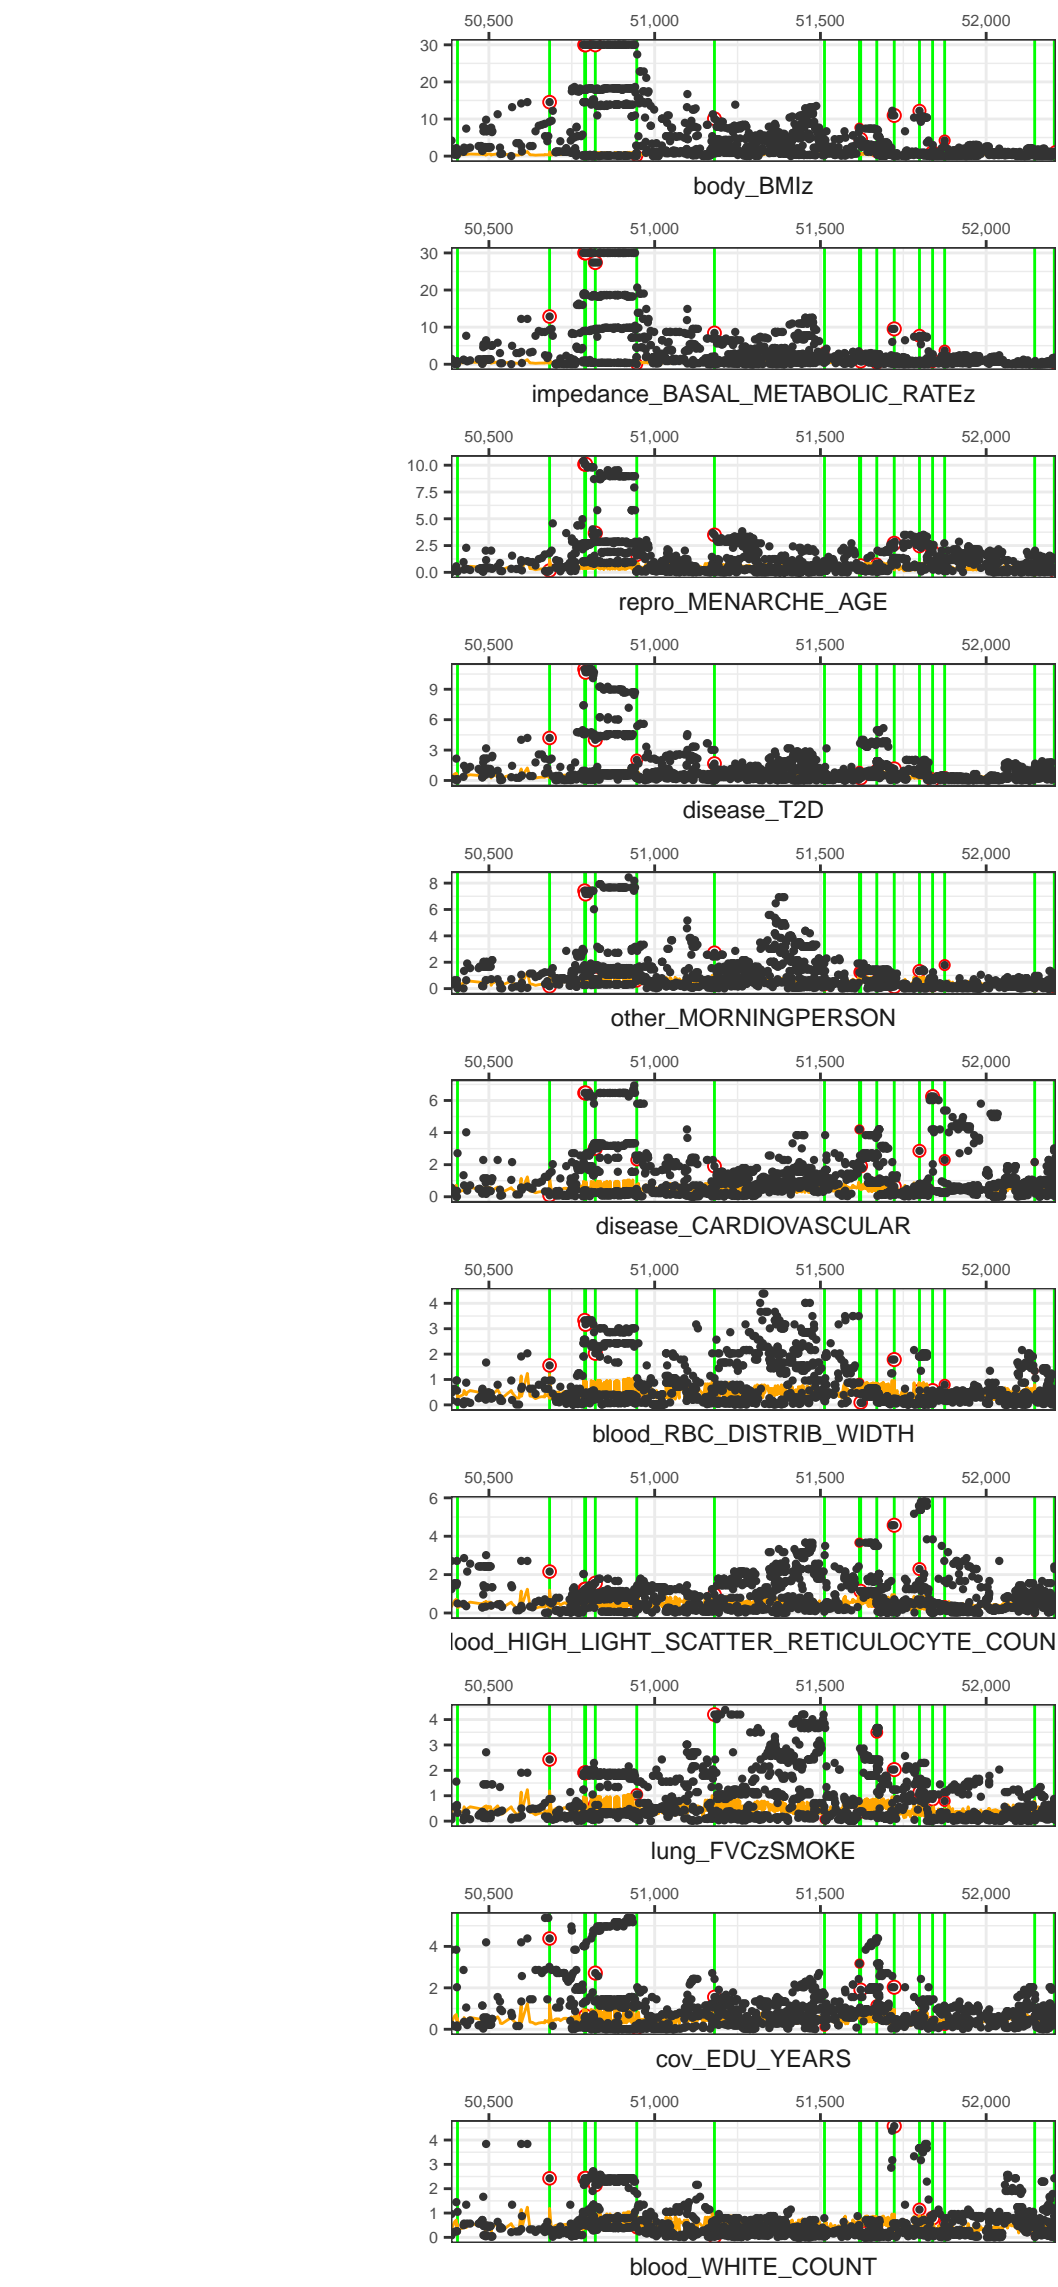 50,500 51,000 51,500 52,000
30
20
10
0
body_BMIz
50,500 51,000 51,500 52,000
30
20
10
0
impedance_BASAL_METABOLIC_RATEz
50,500 51,000 51,500 52,000
10.0
7.5
5.0
2.5
0.0
repro_MENARCHE_AGE
50,500 51,000 51,500 52,000
9
6
3
0
disease_T2D
50,500 51,000 51,500 52,000
8
6
4
2
0
other_MORNINGPERSON
50,500 51,000 51,500 52,000
6
4
2
0
disease_CARDIOVASCULAR
50,500 51,000 51,500 52,000
4
3
2
1
0
blood_RBC_DISTRIB_WIDTH
50,500 51,000 51,500 52,000
6
4
2
0
lood_HIGH_LIGHT_SCATTER_RETICULOCYTE_COUN
50,500 51,000 51,500 52,000
4
3
2
1
0
lung_FVCzSMOKE
50,500 51,000 51,500 52,000
4
2
0
cov_EDU_YEARS
50,500 51,000 51,500 52,000
4
3
2
1
0
blood_WHITE_COUNT